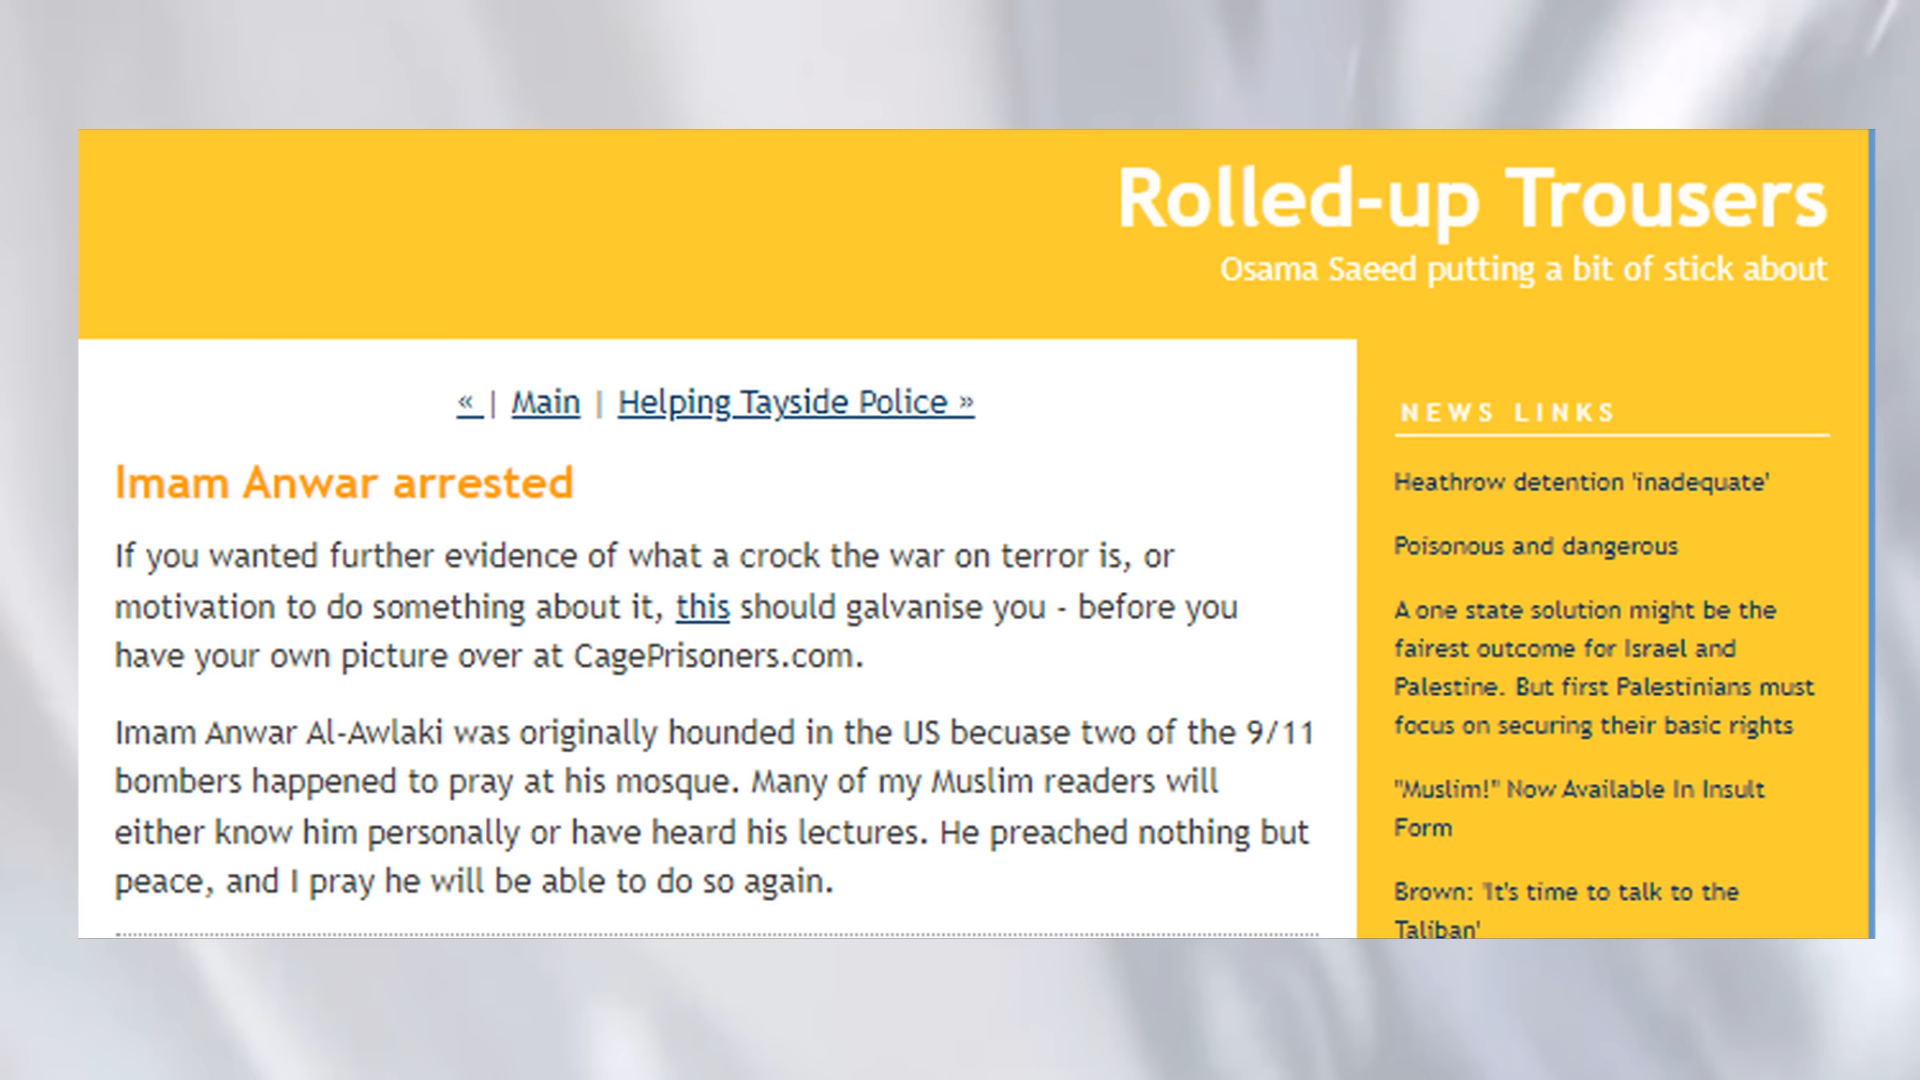 Rolled-up Trousers
Osama Saeed putting a bit of stick about
« | Main | Helping Tayside Police »
Imam Anwar arrested
If you wanted further evidence of what a crock the war on terror is, or
motivation to do something about it, this should galvanise you - before you
have your own picture over at CagePrisoners.com.
Imam Anwar Al-Awlaki was originally hounded in the US becuase two of the 9/11
bombers happened to pray at his mosque. Many of my Muslim readers will
either know him personally or have heard his lectures. He preached nothing but
peace, and I pray he will be able to do so again.
NEWS LINKS
Heathrow detention 'inadequate'
Poisonous and dangerous
A one state solution might be the
fairest outcome for Israel and
Palestine. But first Palestinians must
focus on securing their basic rights
"Muslim!" Now Available In Insult
Form
Brown: 'It's time to talk to the
Taliban'